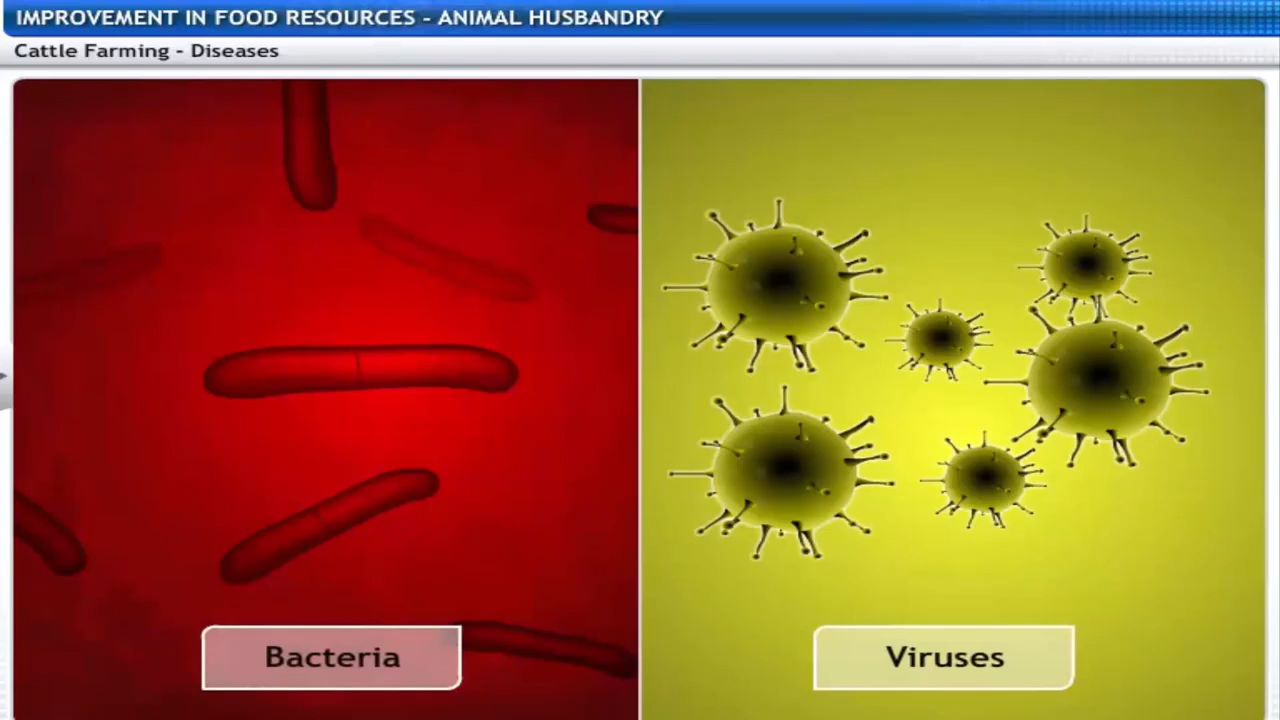 IMPROVEMENT IN FOOD RESOURCES - ANIMAL HUSBANDRY
Cattle Farming - Diseases
Bacteria
Viruses